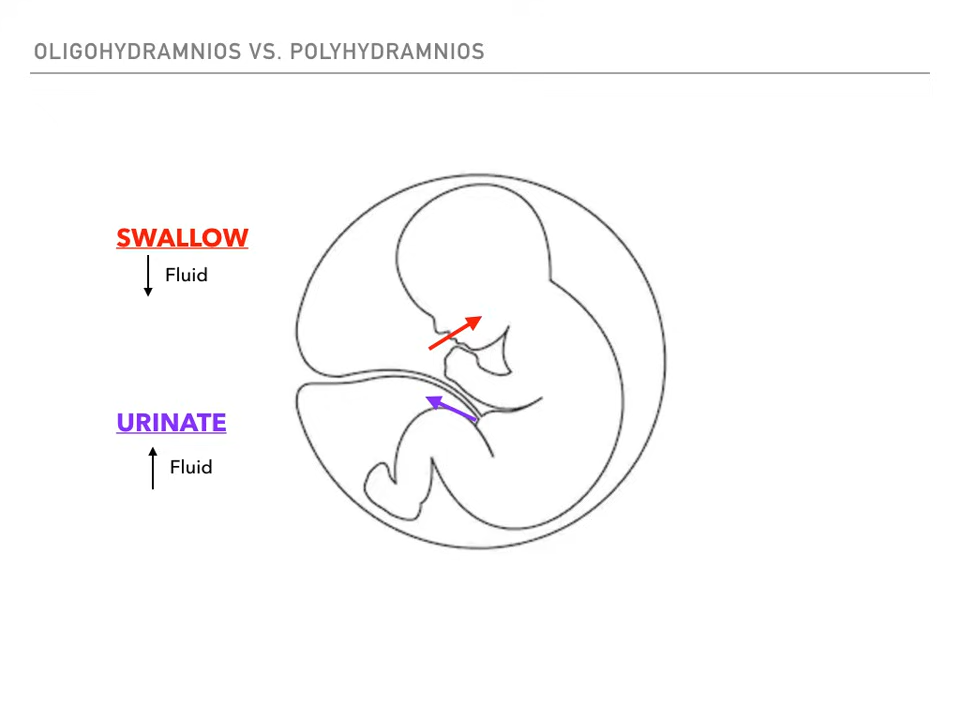 OLIGOHYDRAMNIOS VS. POLYHYDRAMNIOS
SWALLOW
Fluid
URINATE
Fluid